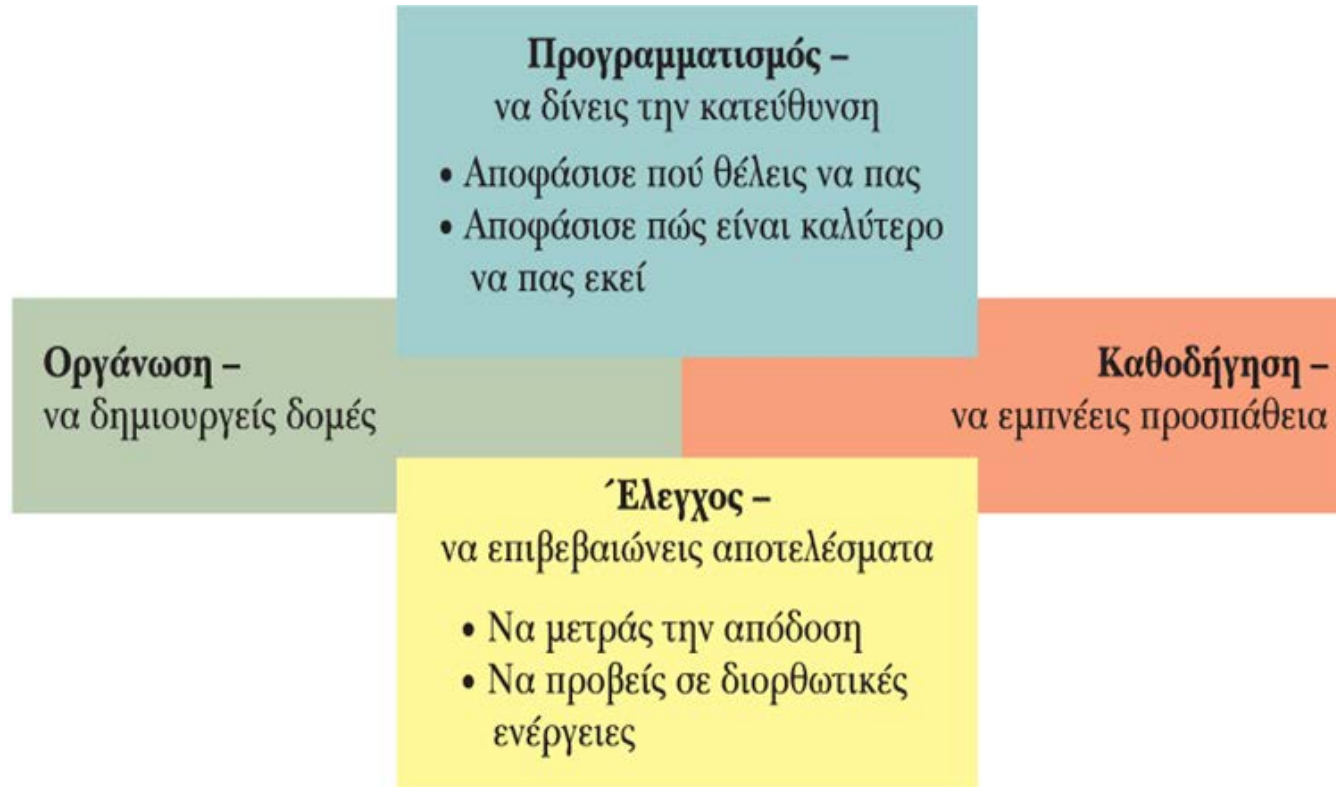 Προγραμματισμός –
να δίνεις την κατεύθυνση
• Αποφάσισε πού θέλεις να πας
• Αποφάσισε πώς είναι καλύτερο
να πας εκεί
Οργάνωση –
να δημιουργείς δομές
Καθοδήγηση –
να εμπνέεις προσπάθεια
Έλεγχος –
να επιβεβαιώνεις αποτελέσματα
• Να μετράς την απόδοση
• Να προβείς σε διορθωτικές
ενέργειες